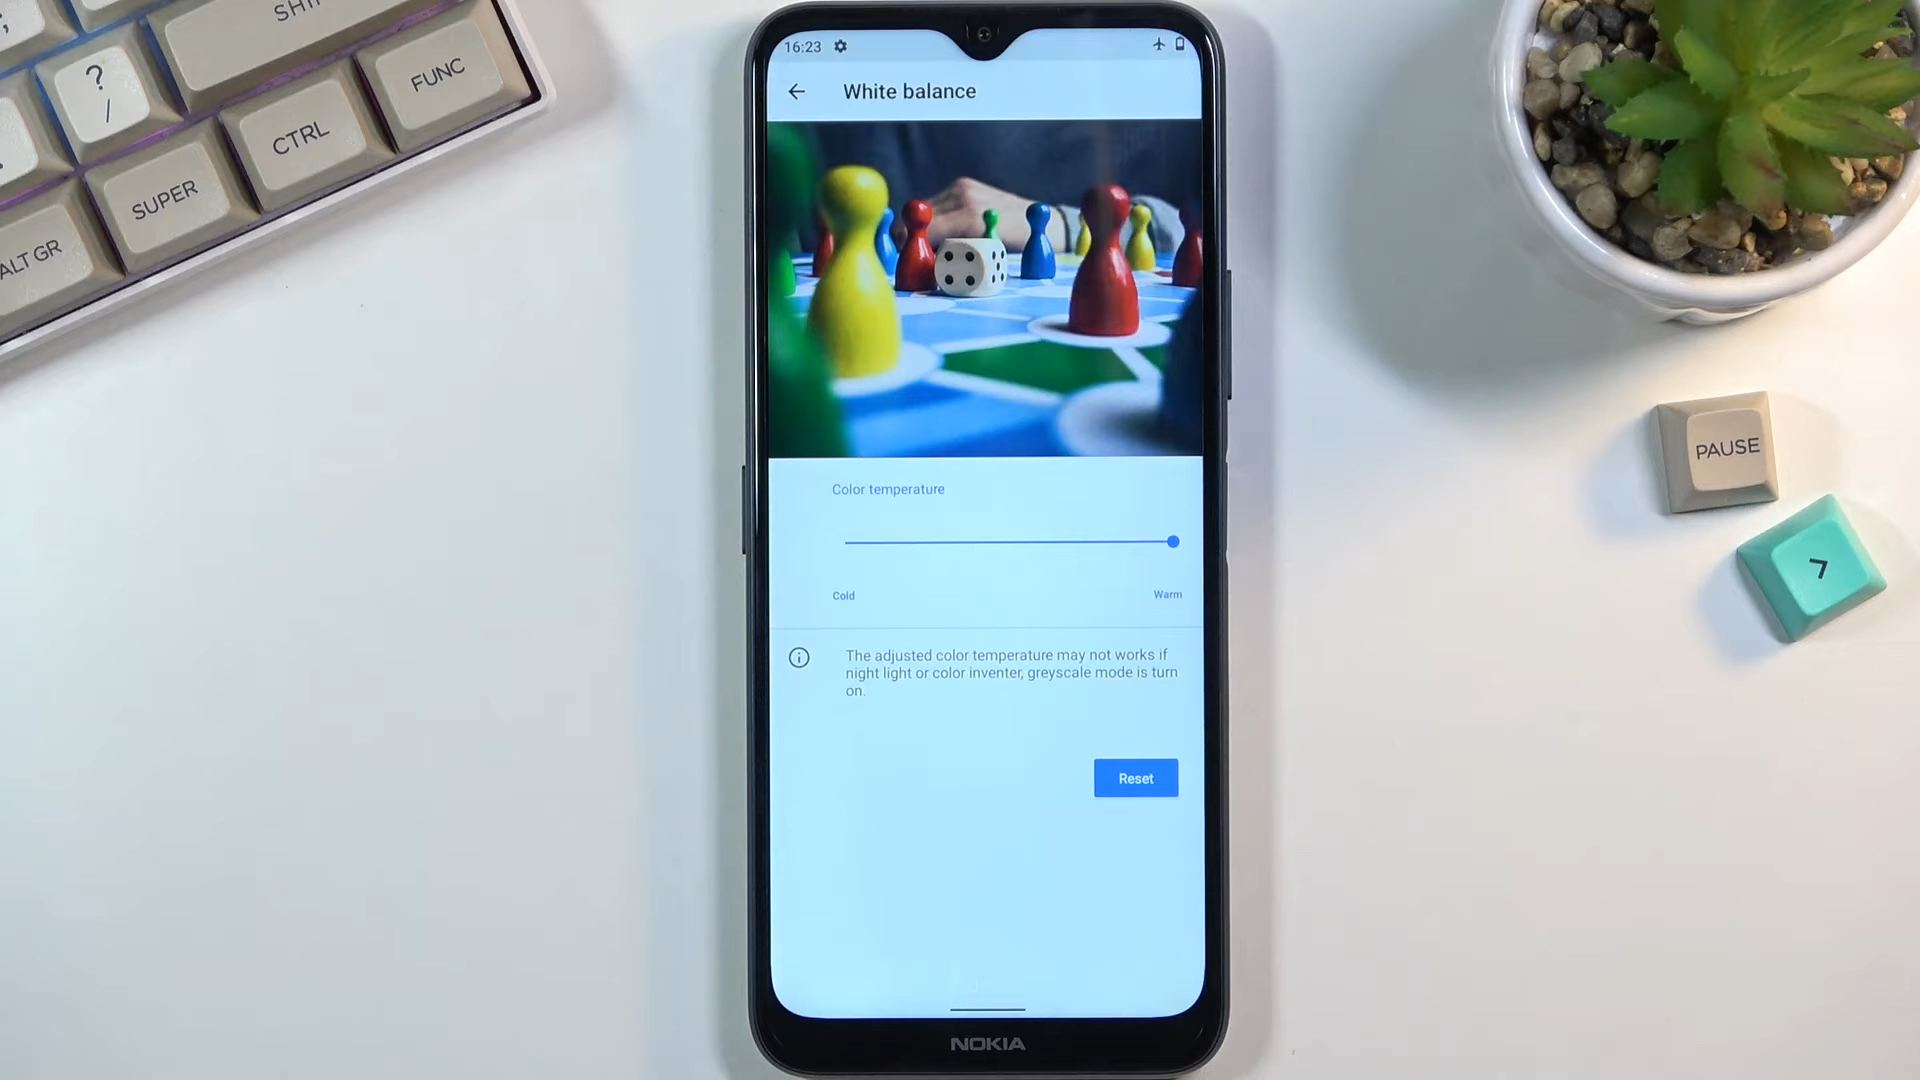 SHIFT
?
/
FUNC
CTRL
SUPER
ALT GR
16:23
White balance
Color temperature
Cold
Warm
The adjusted color temperature may not works if
night light or color inventer, greyscale mode is turn
on.
Reset
NOKIA
PAUSE
>